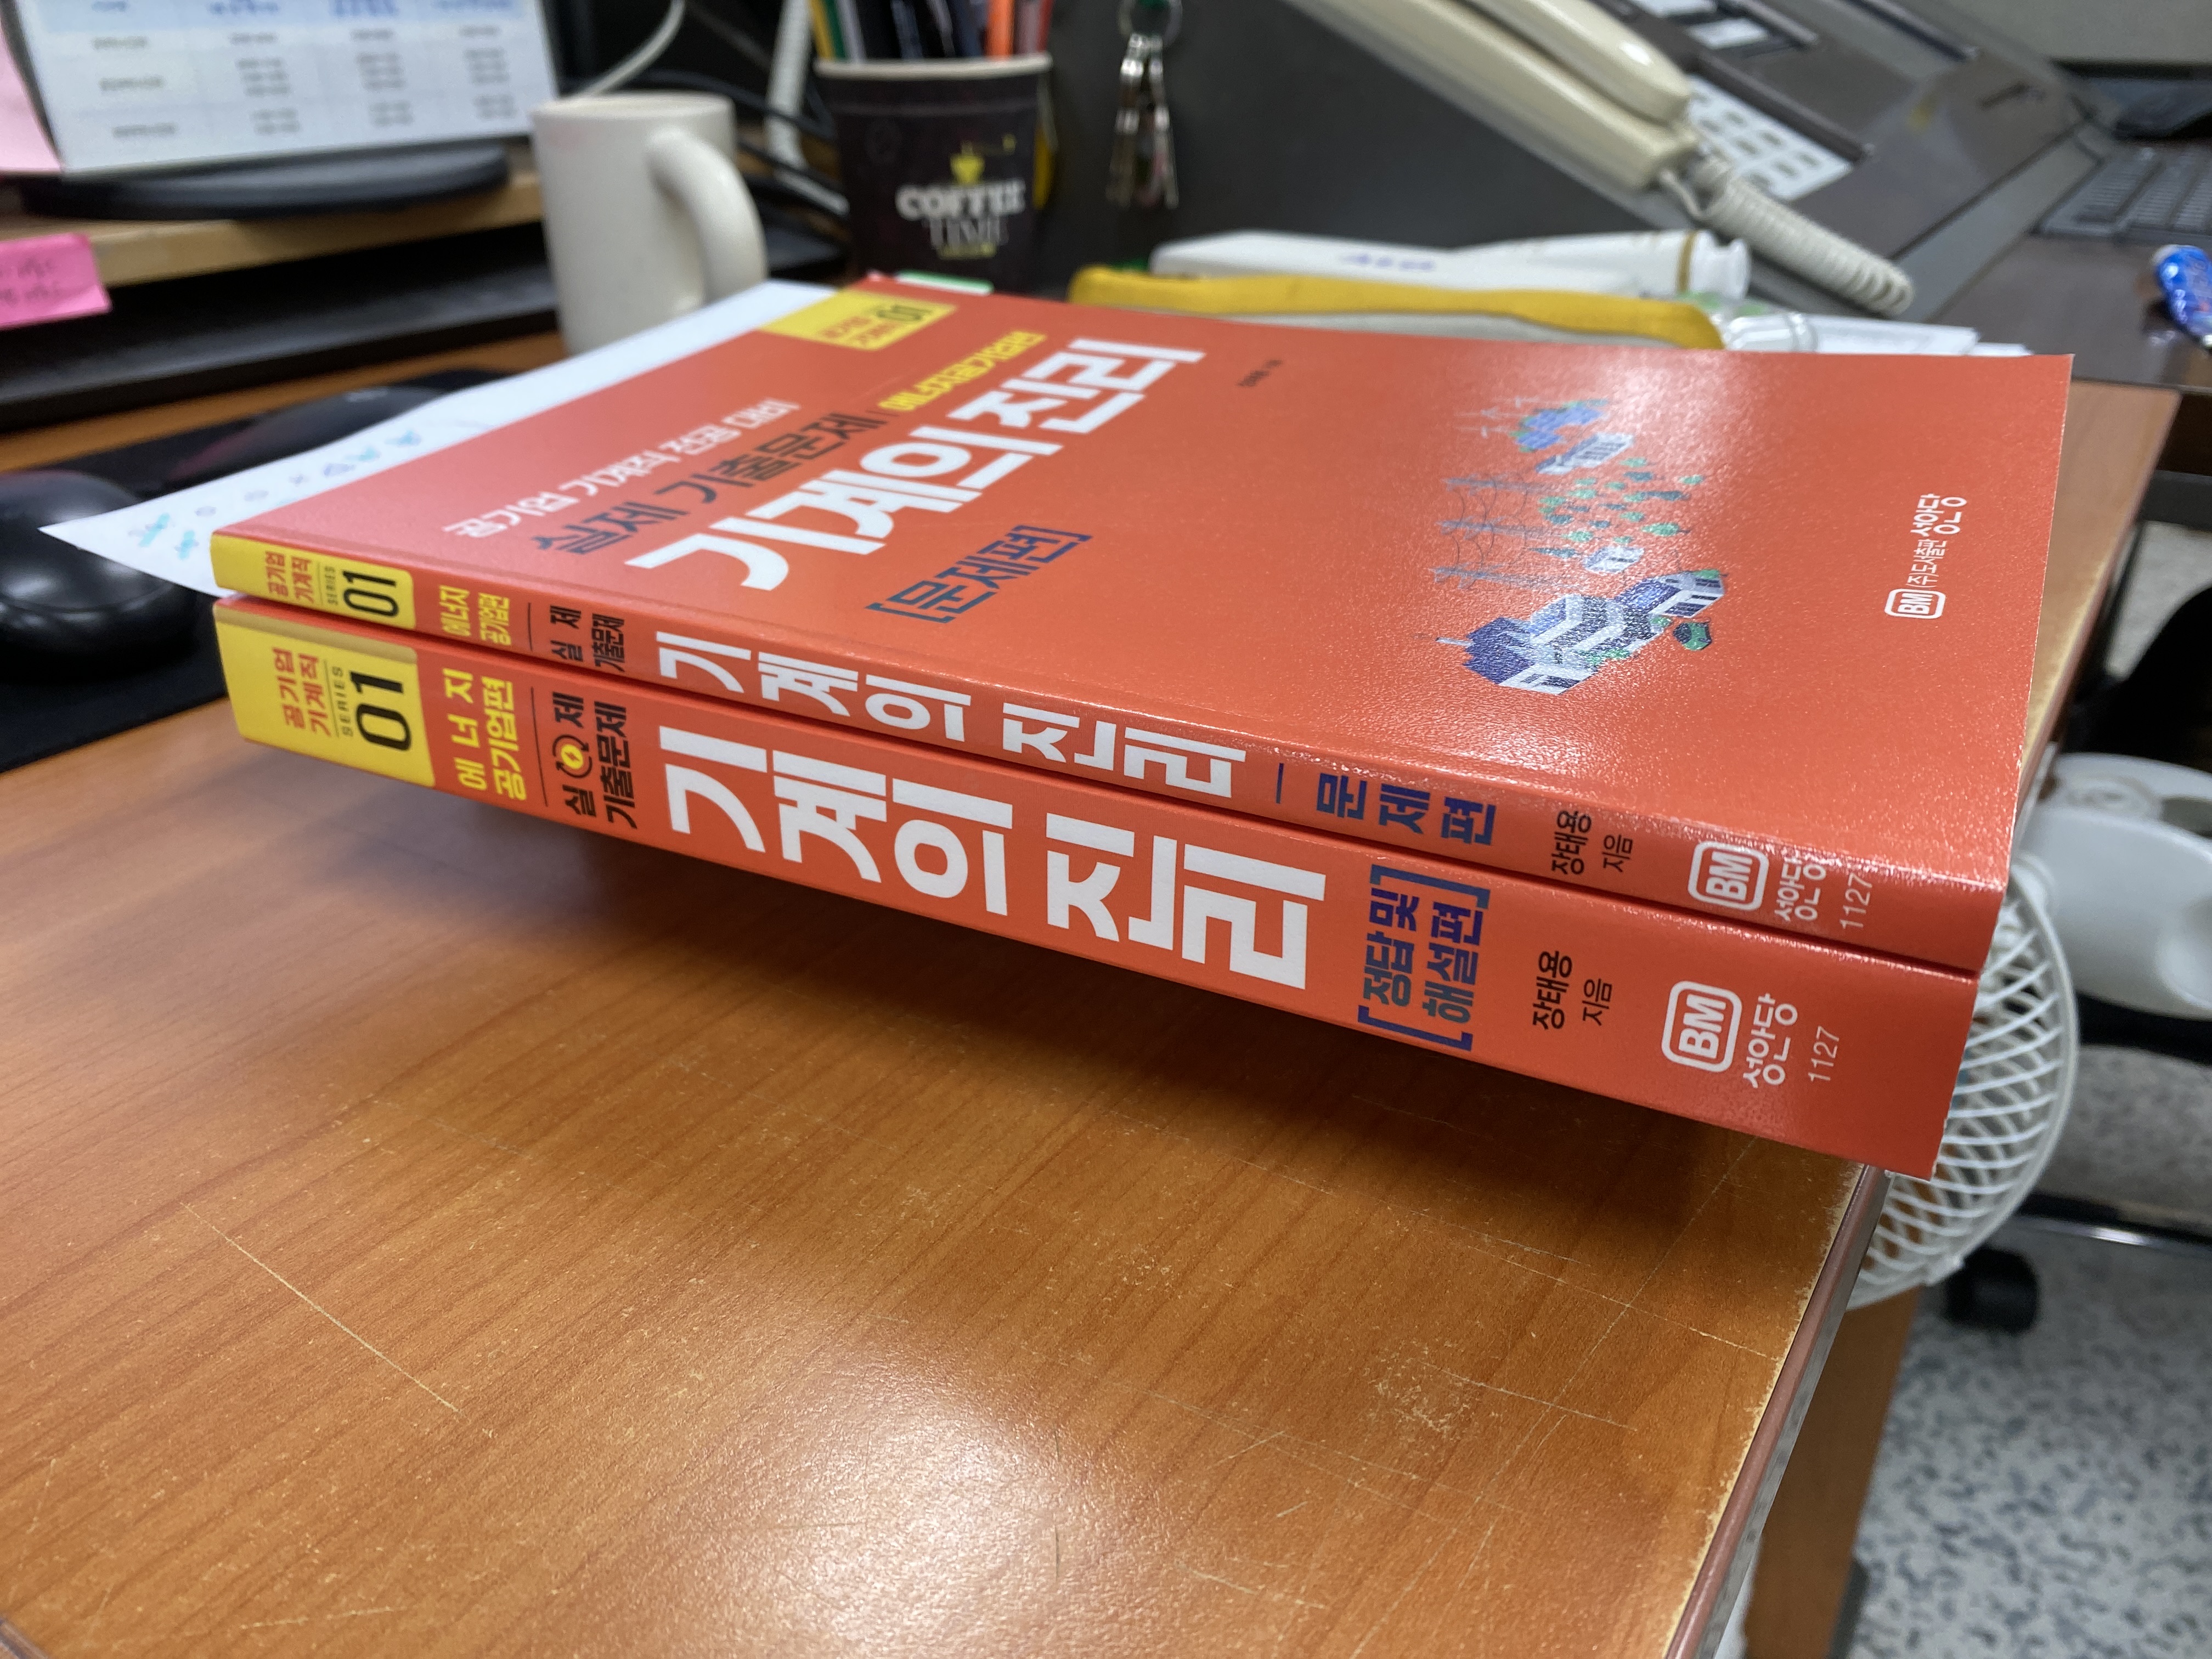 COFFEE
TIME
01
공기업 기계직 전공 대비
실제 기출문제 | 에너지공기업편
기계의 진리
[문제편]
BM (주)도서출판 성안당
공기업
기계직
SERIES
01
에너지
공기업편
실제
기출문제
기계의 진리
문제편
장태용
지음
BM
성안당
1127
공기업
기계직
SERIES
01
에너지
공기업편
실제
기출문제
기계의 진리
[정답 및
해설편]
장태용
지음
BM
성안당
1127